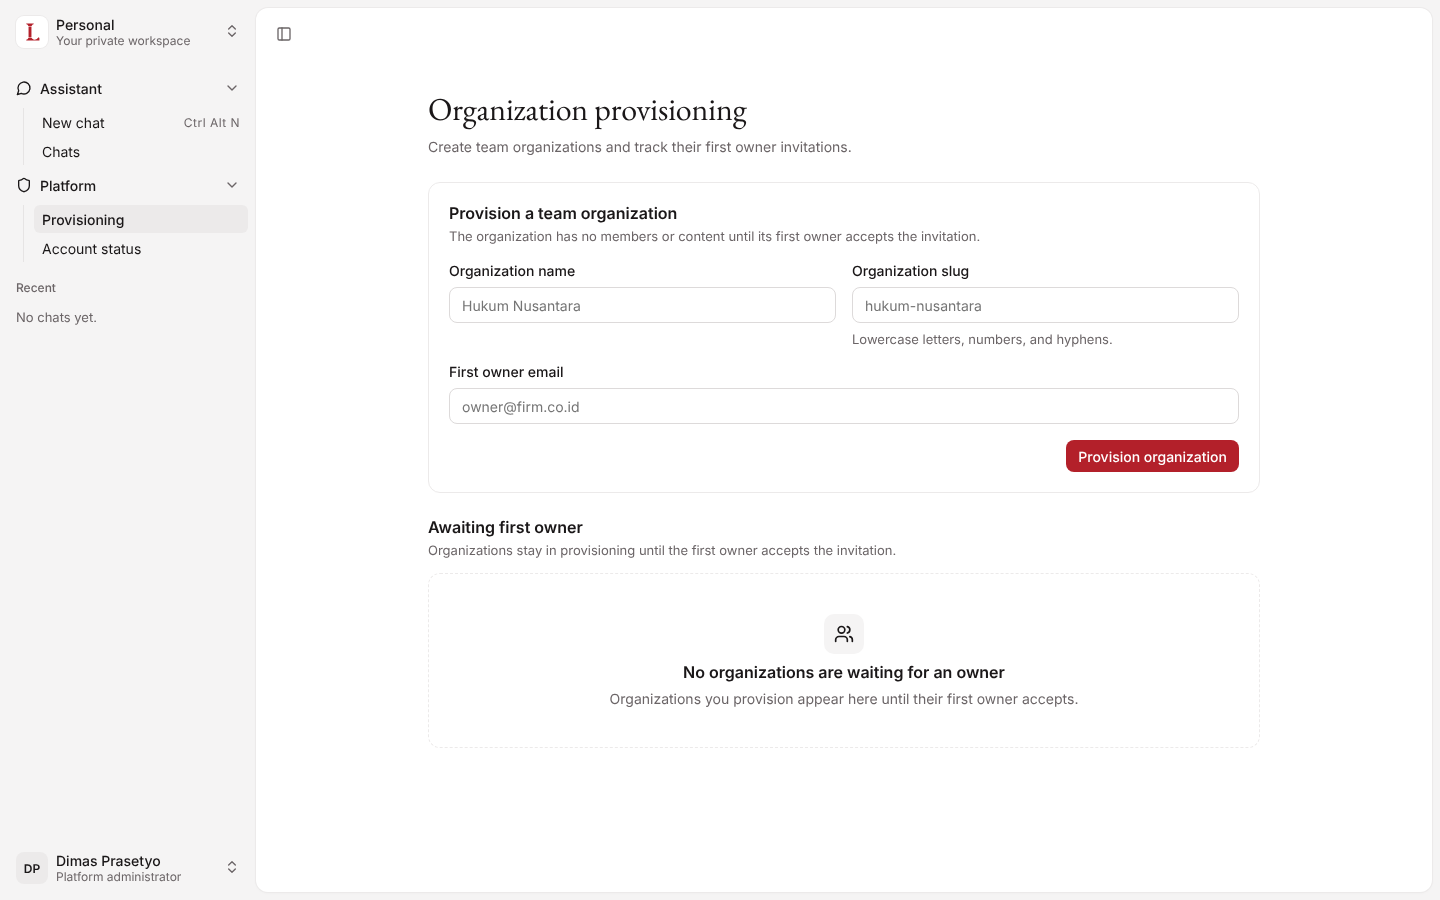 L
Personal
Your private workspace
Assistant
New chat Ctrl Alt N
Chats
Platform
Provisioning
Account status
Recent
No chats yet.
Dimas Prasetyo
DP
Platform administrator
Organization provisioning
Create team organizations and track their first owner invitations.
Provision a team organization
The organization has no members or content until its first owner accepts the invitation.
Organization name
Hukum Nusantara
Organization slug
hukum-nusantara
Lowercase letters, numbers, and hyphens.
First owner email
owner@firm.co.id
Provision organization
Awaiting first owner
Organizations stay in provisioning until the first owner accepts the invitation.
No organizations are waiting for an owner
Organizations you provision appear here until their first owner accepts.